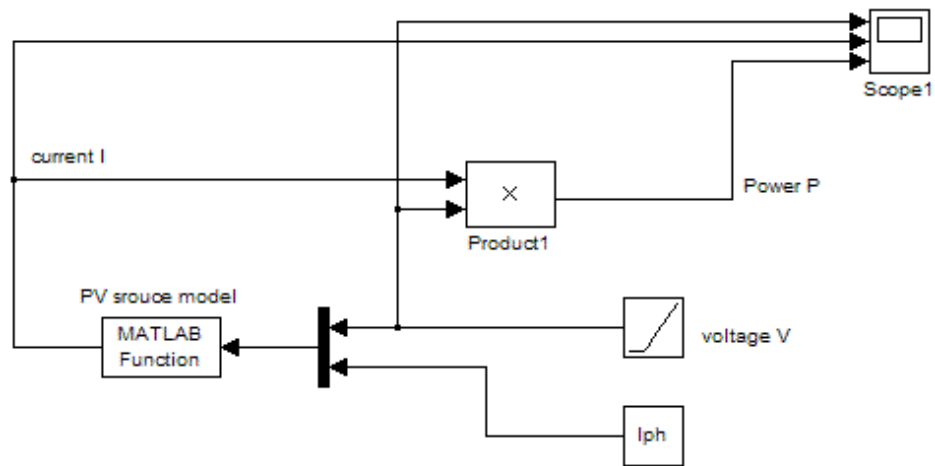 Scope1
current I
×
Power P
Product1
PV srouce model
MATLAB
Function
voltage V
Iph